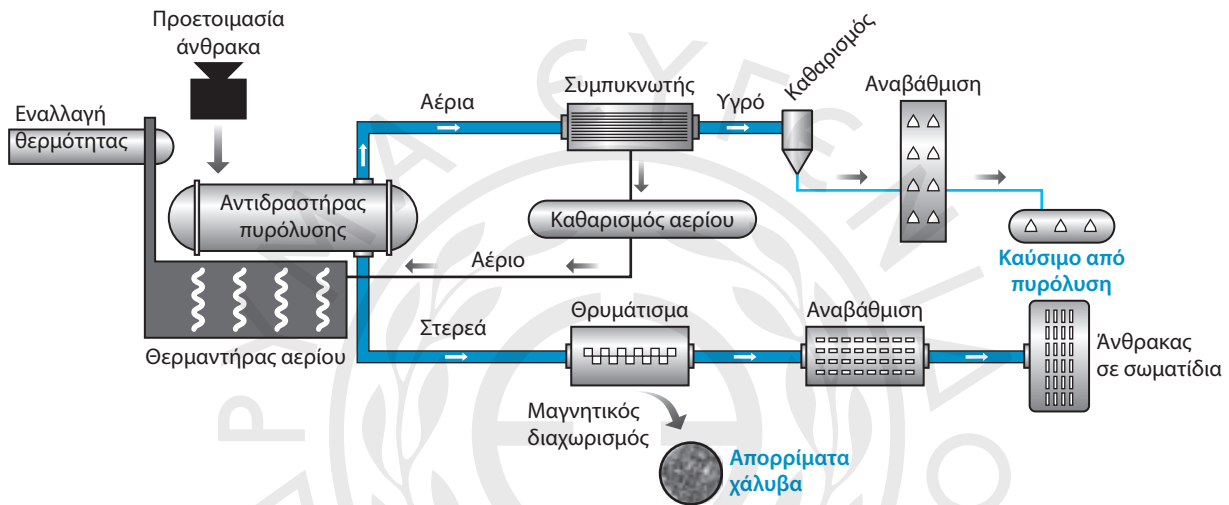 Προετοιμασία
άνθρακα
Εναλλαγή
θερμότητας
Αντιδραστήρας
πυρόλυσης
Θερμαντήρας αερίου
Αέρια
Συμπυκνωτής
Υγρό
Καθαρισμός
Αναβάθμιση
Καθαρισμός αερίου
Αέριο
Καύσιμο από
πυρόλυση
Στερεά
Θρυμάτισμα
Αναβάθμιση
Άνθρακας
σε σωματίδια
Μαγνητικός
διαχωρισμός
Απορρίματα
χάλυβα